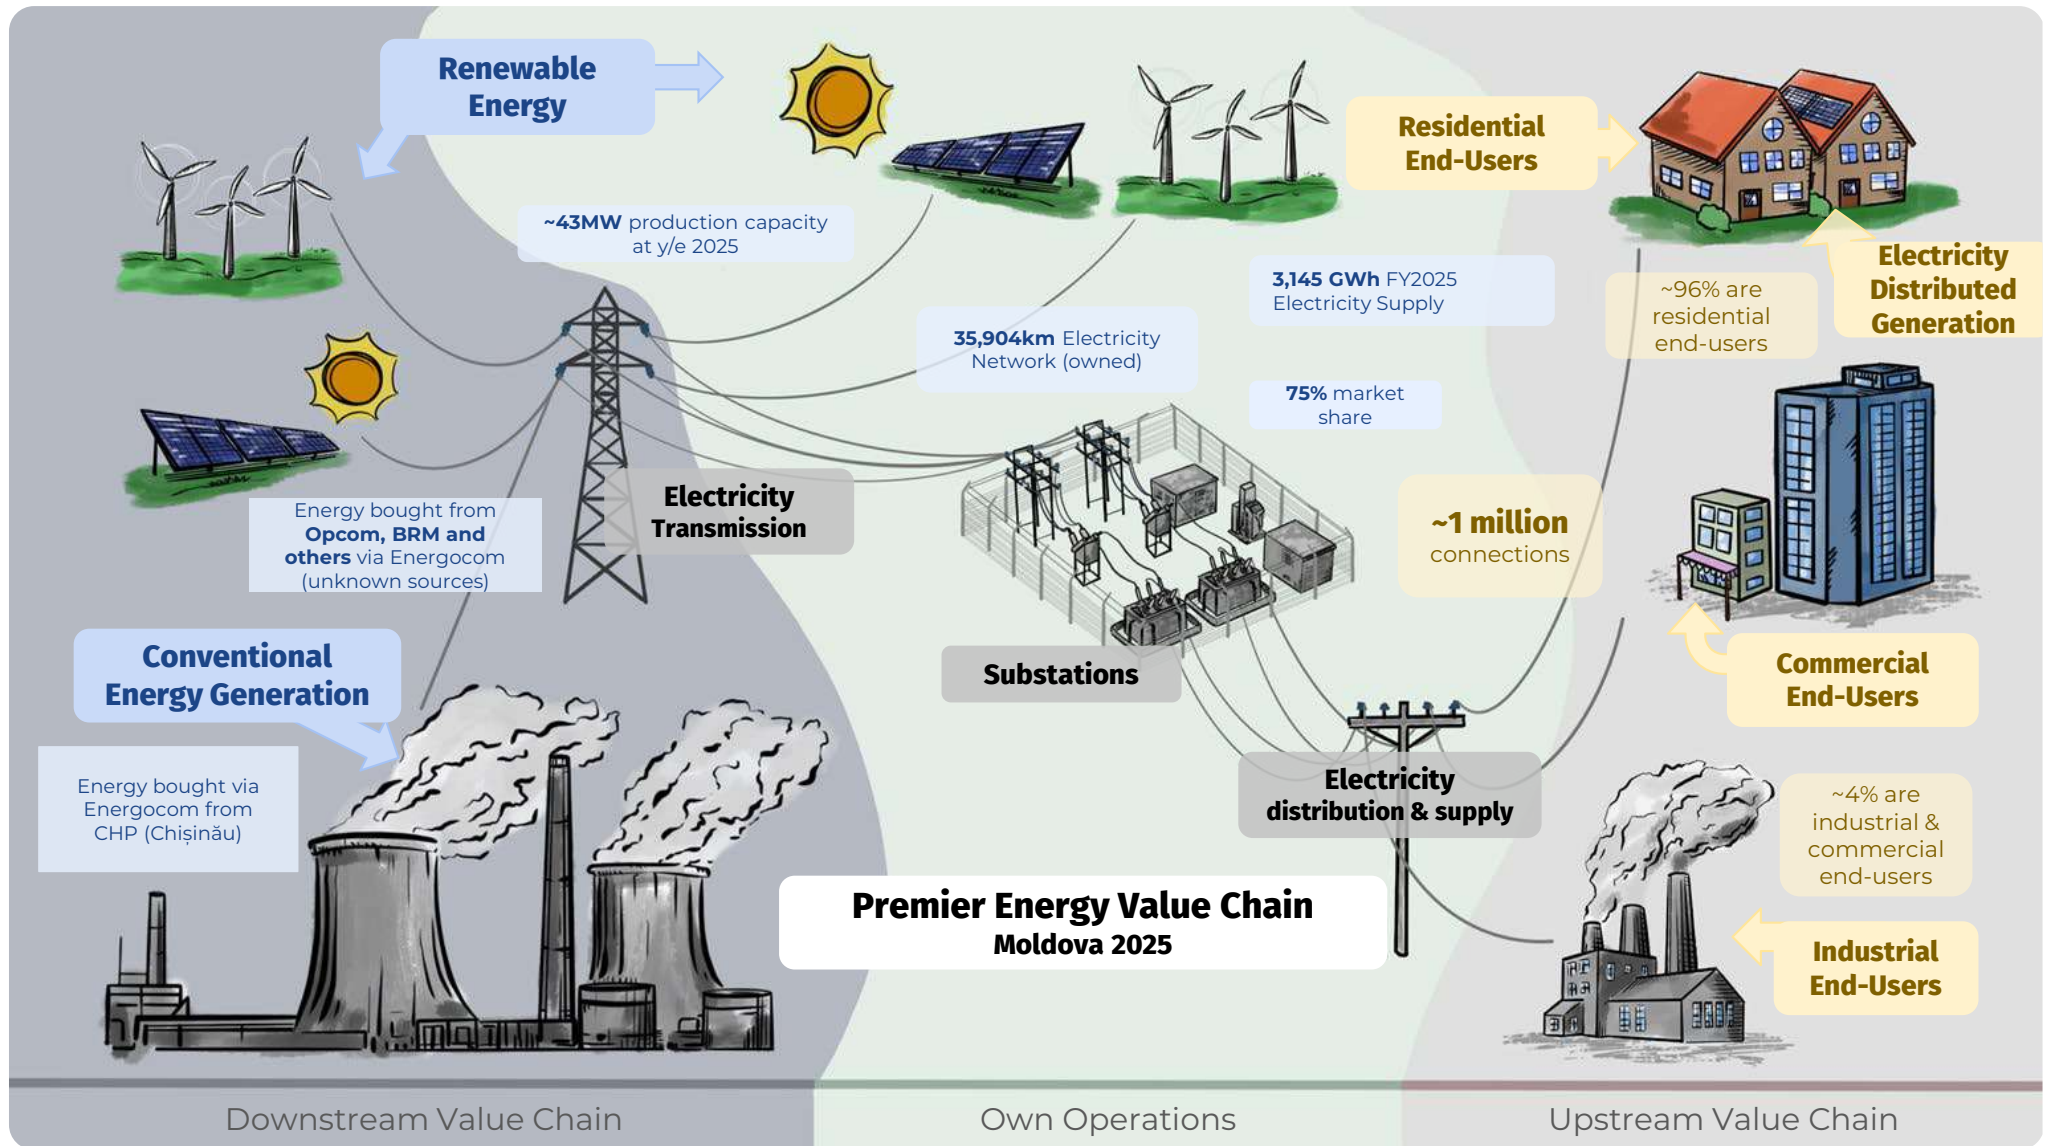 Renewable
Energy
~43MW production capacity
at y/e 2025
Residential
End-Users
Electricity
Distributed
Generation
~96% are
residential
end-users
3,145 GWh FY2025
Electricity Supply
35,904km Electricity
Network (owned)
75% market
share
Energy bought from
Opcom, BRM and
others via Energocom
(unknown sources)
Electricity
Transmission
~1 million
connections
Conventional
Energy Generation
Substations
Commercial
End-Users
Energy bought via
Energocom from
CHP (Chișinău)
Electricity
distribution & supply
~4% are
industrial &
commercial
end-users
Premier Energy Value Chain
Moldova 2025
Industrial
End-Users
Downstream Value Chain
Own Operations
Upstream Value Chain